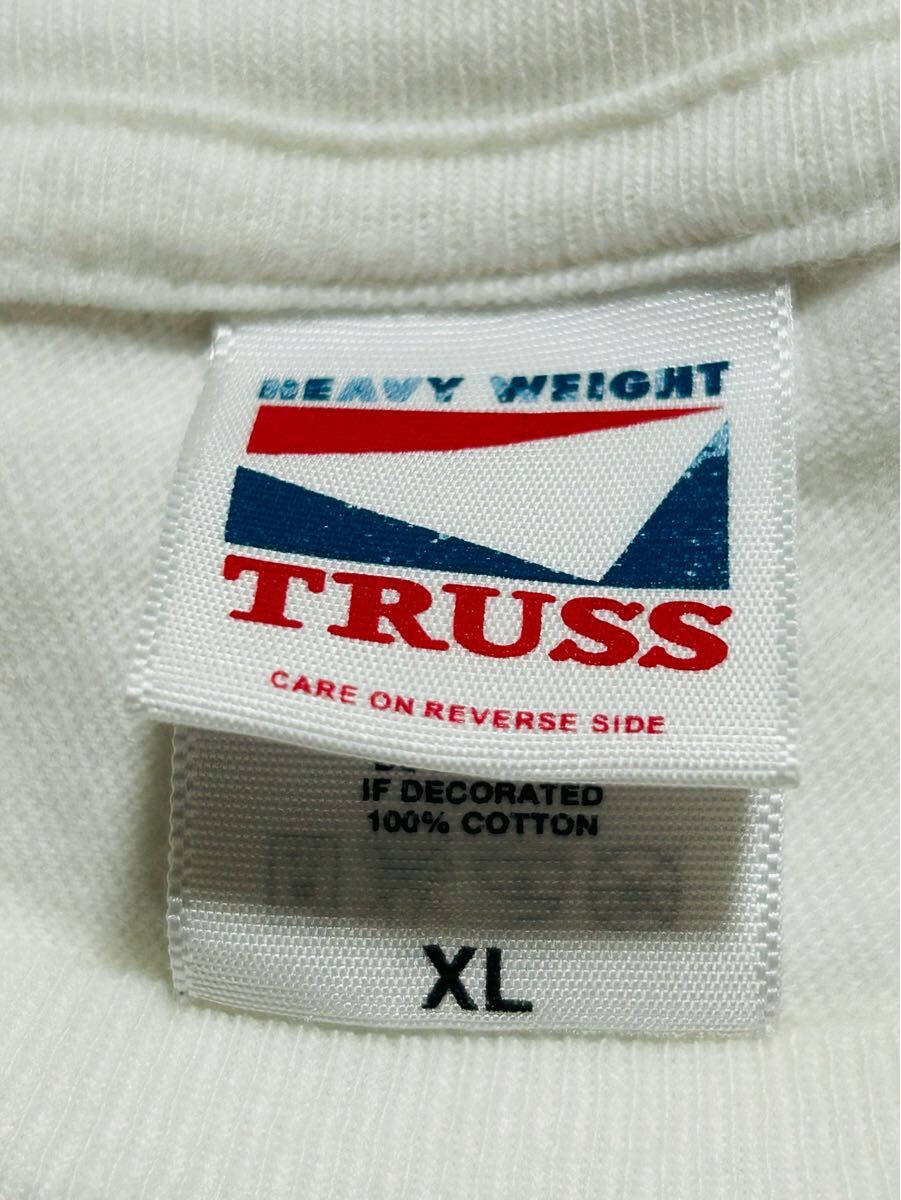 HEAVY WEIGHT
TRUSS
CARE ON REVERSE SIDE
IF DECORATED
100% COTTON
XL